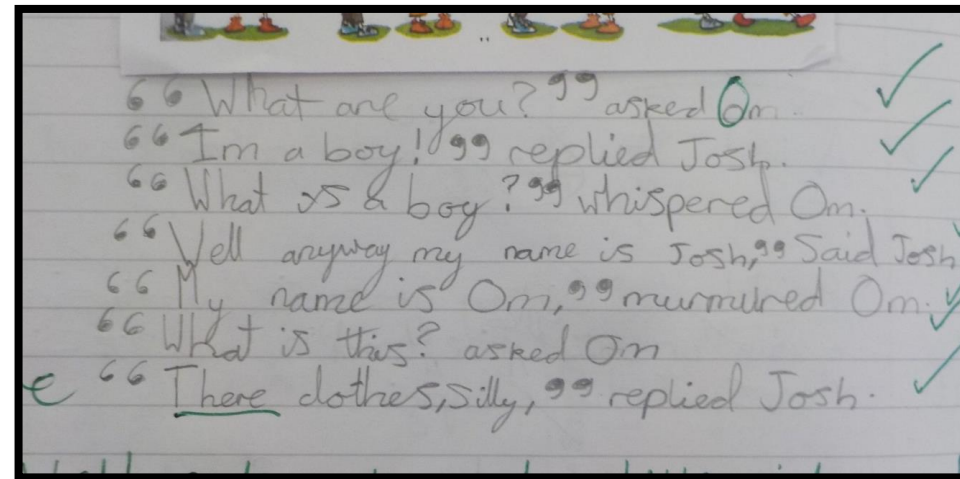 “What are you?” asked Om.
“Im a boy!” replied Josh.
“What is a boy?” whispered Om.
“Well anyway my name is Josh,” Said Josh
“My name is Om,” murmured Om.
“What is this? asked Om
e “There clothes, silly,” replied Josh.